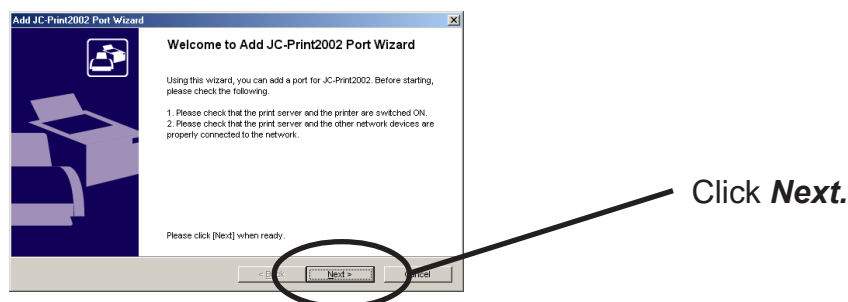 Add JC-Print2002 Port Wizard
Welcome to Add JC-Print2002 Port Wizard
Using this wizard, you can add a port for JC-Print2002. Before starting,
please check the following.
1. Please check that the print server and the printer are switched ON.
2. Please check that the print server and the other network devices are
properly connected to the network.
Please click [Next] when ready.
< Back Next > Cancel
Click Next.